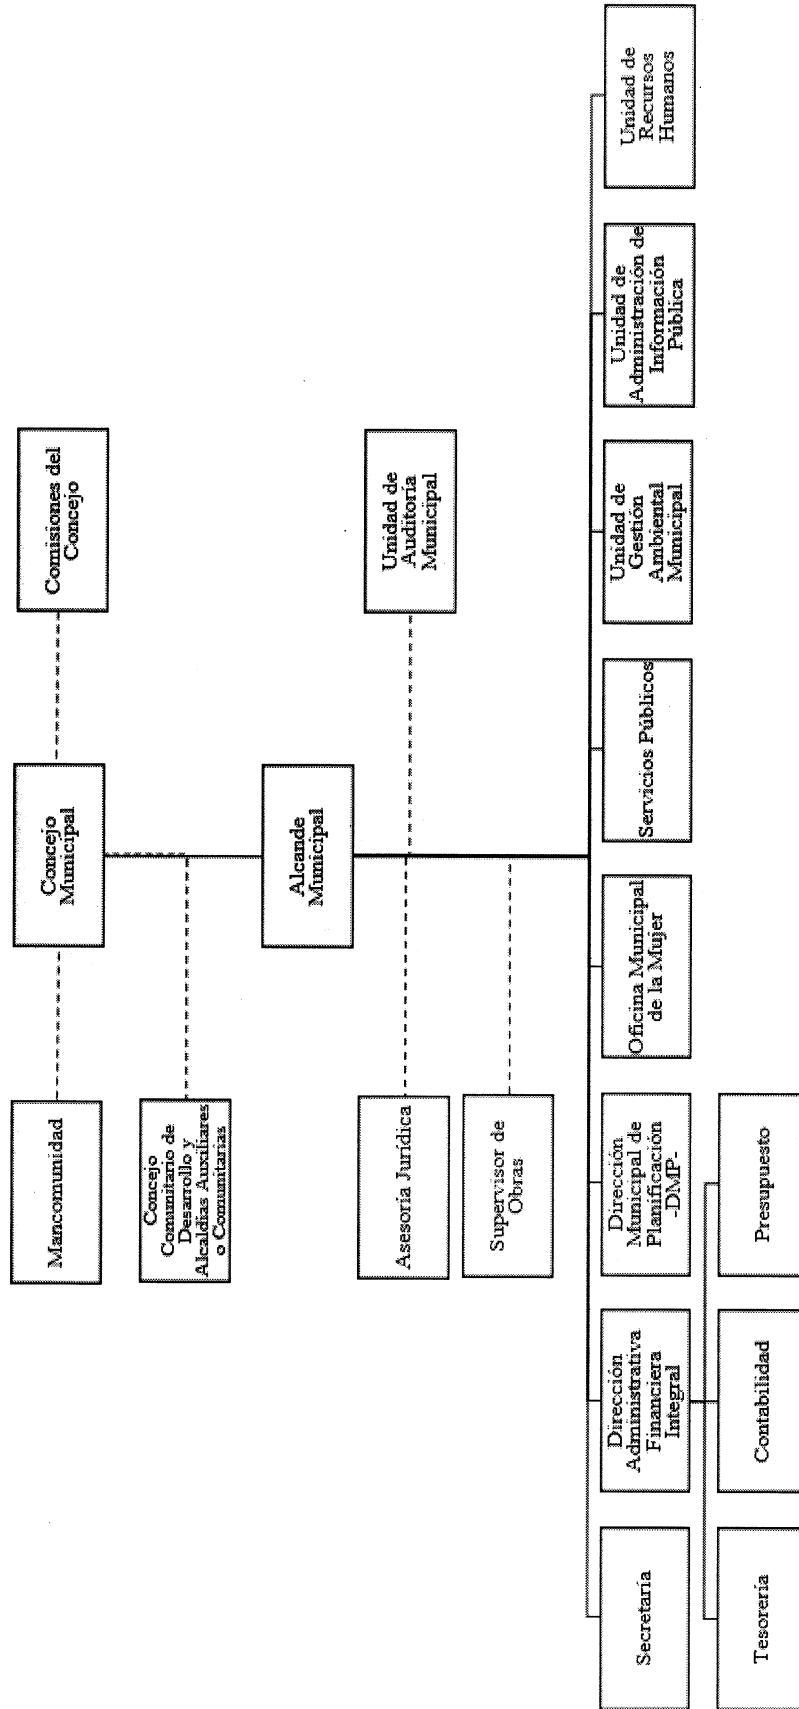 Mancomunidad
Concejo
Municipal
Comisiones del
Concejo
Concejo
Comunitario de
Desarrollo y
Alcaldías Auxiliares
o Comunitarias
Alcande
Municipal
Asesoría Jurídica
Unidad de
Auditoría
Municipal
Supervisor de
Obras
Secretaría
Dirección
Administrativa
Financiera
Integral
Dirección
Municipal de
Planificación
-DMP-
Oficina Municipal
de la Mujer
Servicios Públicos
Unidad de
Gestión
Ambiental
Municipal
Unidad de
Administración de
Información
Pública
Unidad de
Recursos
Humanos
Tesorería
Contabilidad
Presupuesto